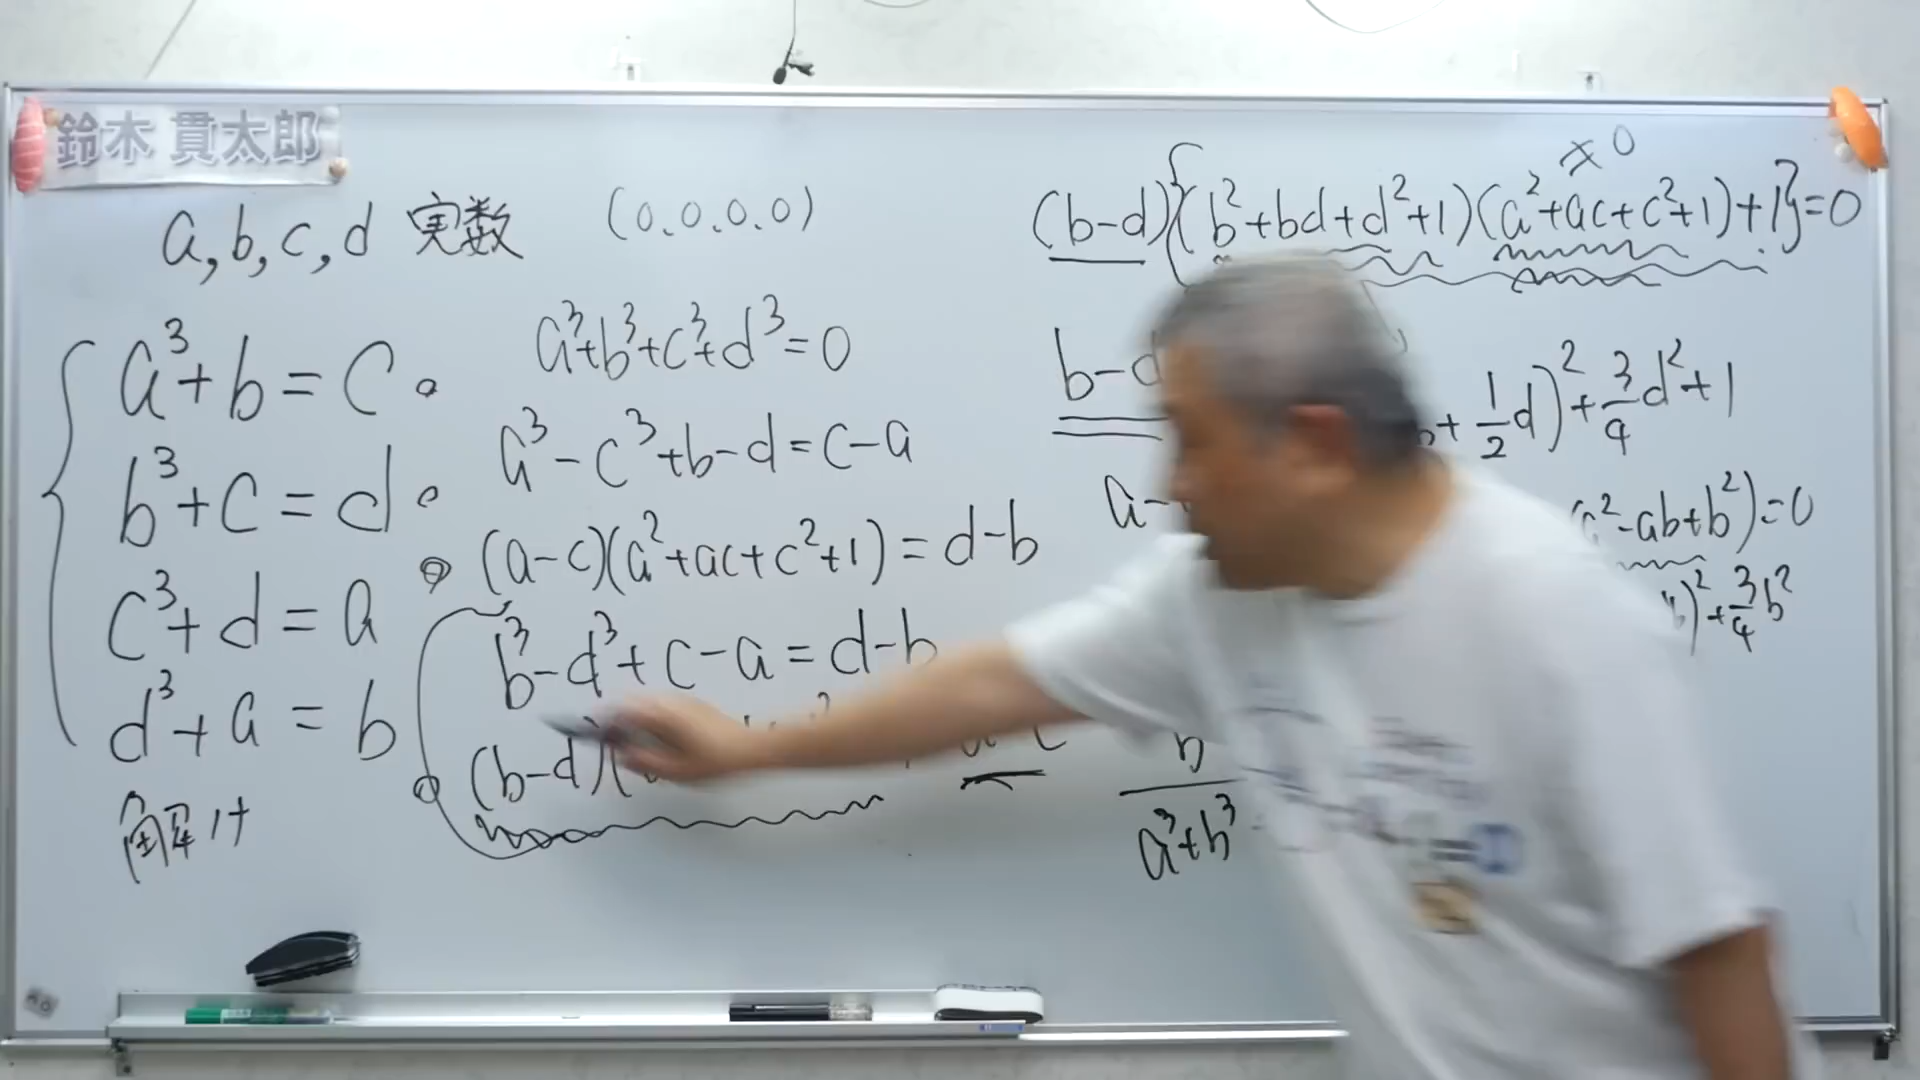 鈴木 貫太郎
a,b,c,d 実数 (0.0.0.0)
a³+b=c
b³+c=d
c³+d=a
d³+a=b
解け
a³+b³+c³+d³=0
a³-c³+b-d=c-a
(a-c)(a²+ac+c²+1)=d-b
b³-d³+c-a=d-b
(b-d)(
≠0
(b-d){(b²+bd+d²+1)(a²+ac+c²+1)+1}=0
b-d
+½d)²+¾d²+1
a-
²-ab+b²)=0
)²+¾b²
b
a³+b³